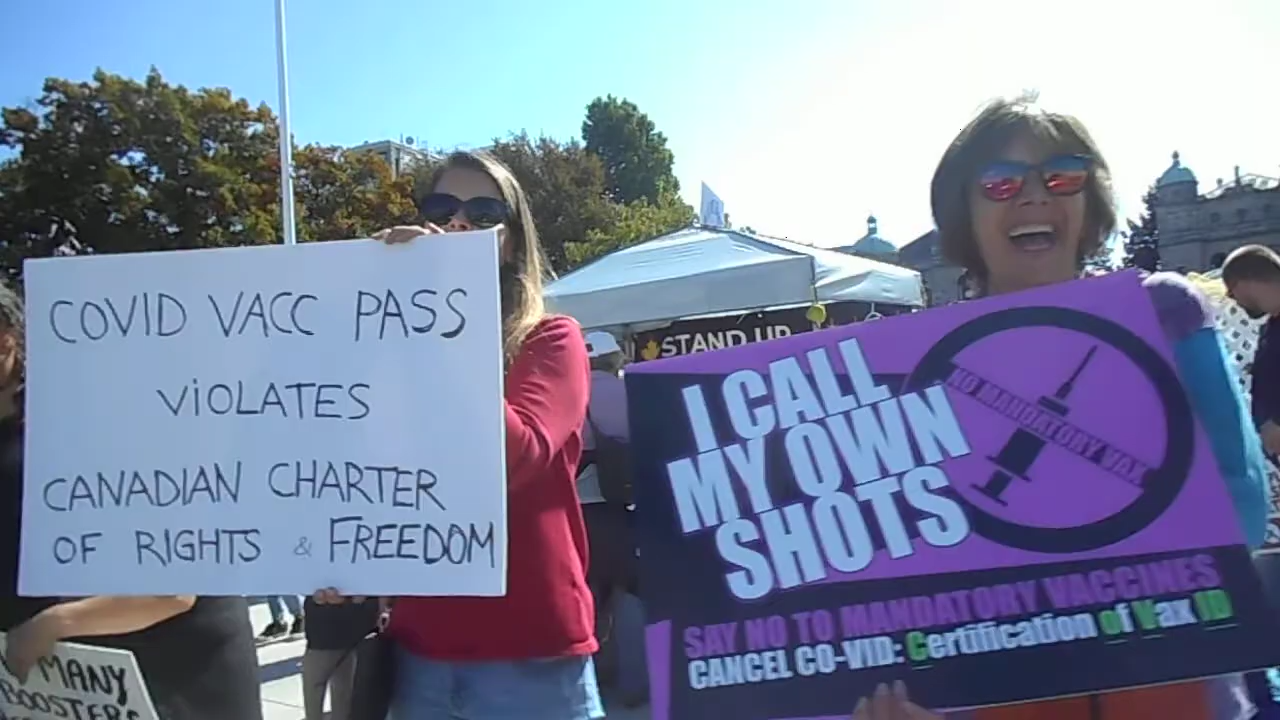 COVID VACC PASS
ViOLATES
CANADIAN CHARTER
OF RIGHTS & FREEDOM
STAND UP
I CALL
MY OWN
SHOTS
NO MANDATORY VAX
SAY NO TO MANDATORY VACCINES
CANCEL CO-VID: Certification of Vax ID
MANY
BOOSTERS